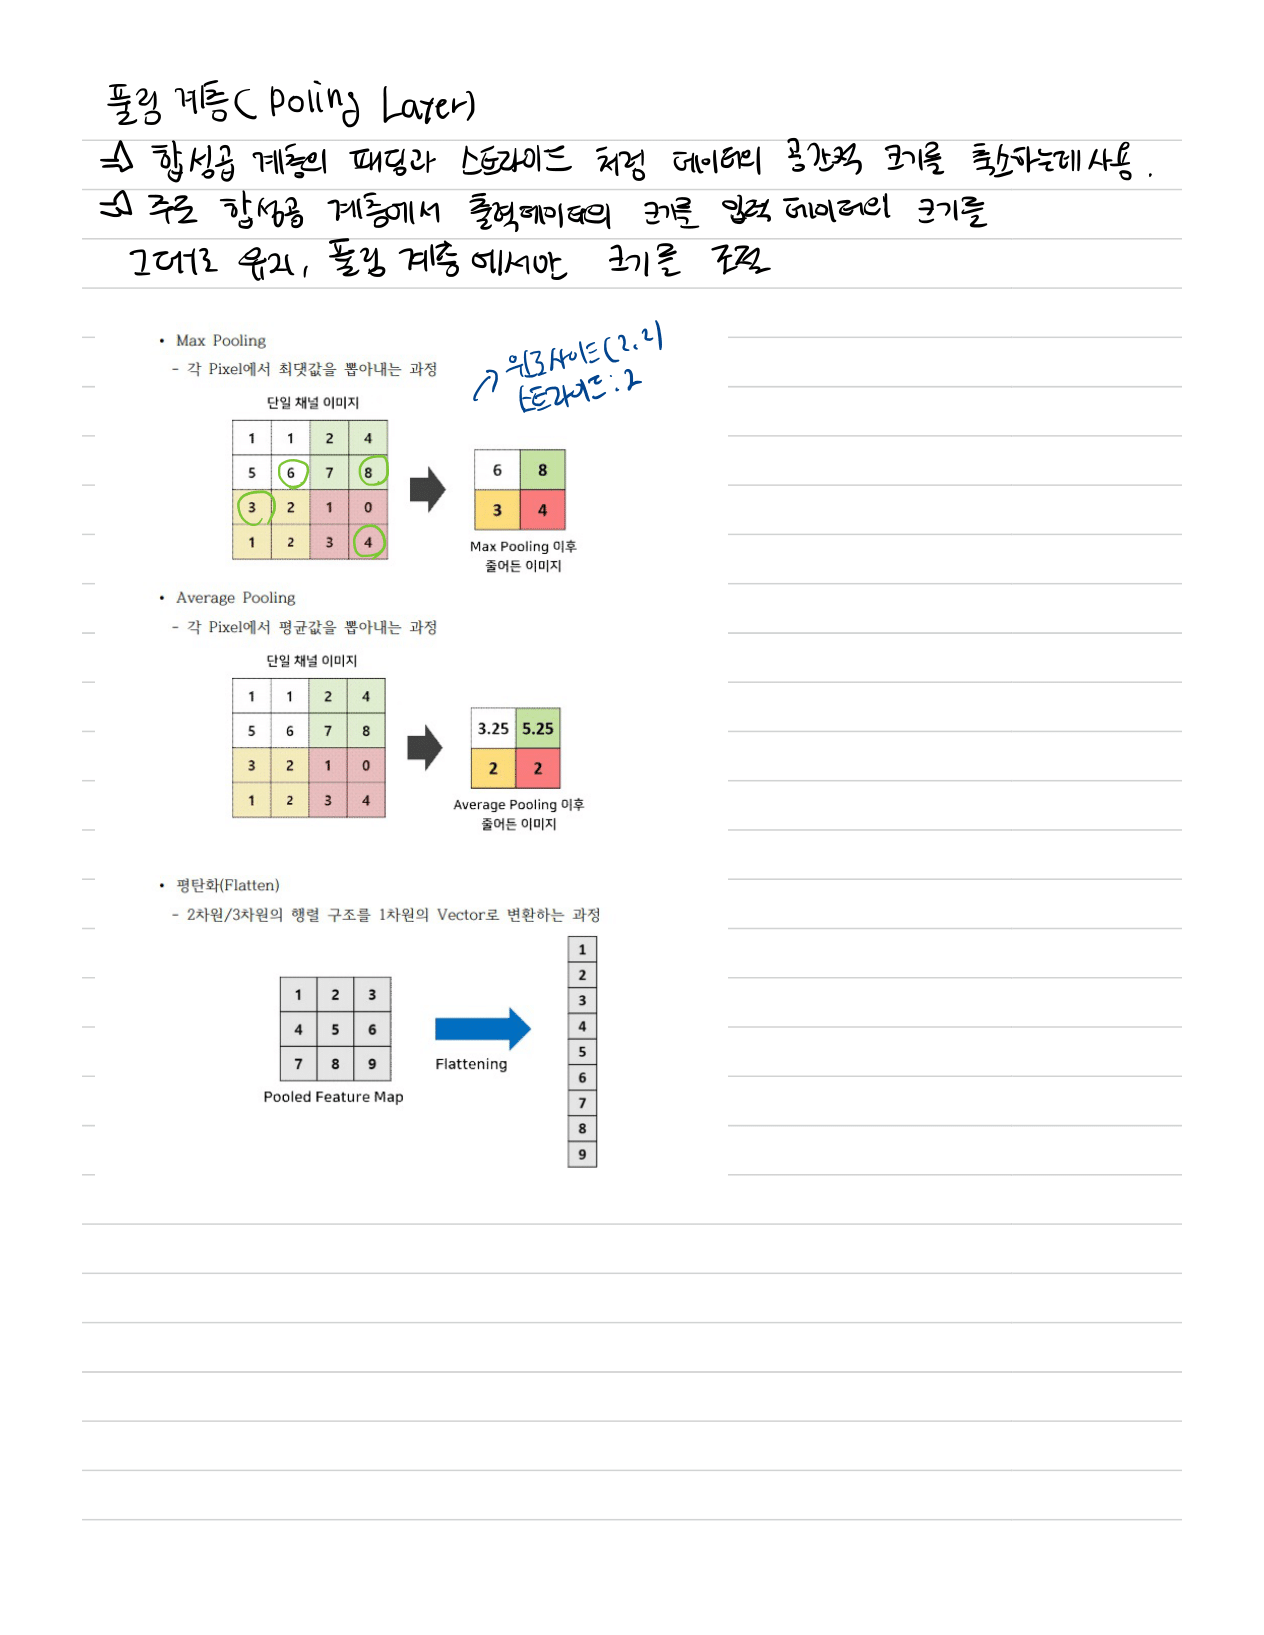 풀링 계층( Poling Layer)
⇒ 합성곱 계층의 패딩과 스트라이드 처럼 데이터의 공간적 크기를 축소하는데 사용.
⇒ 주로 합성곱 계층에서 출력데이터의 크기를 입력 데이터의 크기를
그대로 유지, 풀링 계층 에서만 크기를 조절
• Max Pooling
- 각 Pixel에서 최댓값을 뽑아내는 과정
↗ 윈도사이트(2.2)
스트라이드:2
단일 채널 이미지
1 1 2 4
5 6 7 8
3 2 1 0
1 2 3 4
6 8
3 4
Max Pooling 이후
줄어든 이미지
• Average Pooling
- 각 Pixel에서 평균값을 뽑아내는 과정
단일 채널 이미지
1 1 2 4
5 6 7 8
3 2 1 0
1 2 3 4
3.25 5.25
2 2
Average Pooling 이후
줄어든 이미지
• 평탄화(Flatten)
- 2차원/3차원의 행렬 구조를 1차원의 Vector로 변환하는 과정
1 2 3
4 5 6
7 8 9
Pooled Feature Map
Flattening
1
2
3
4
5
6
7
8
9